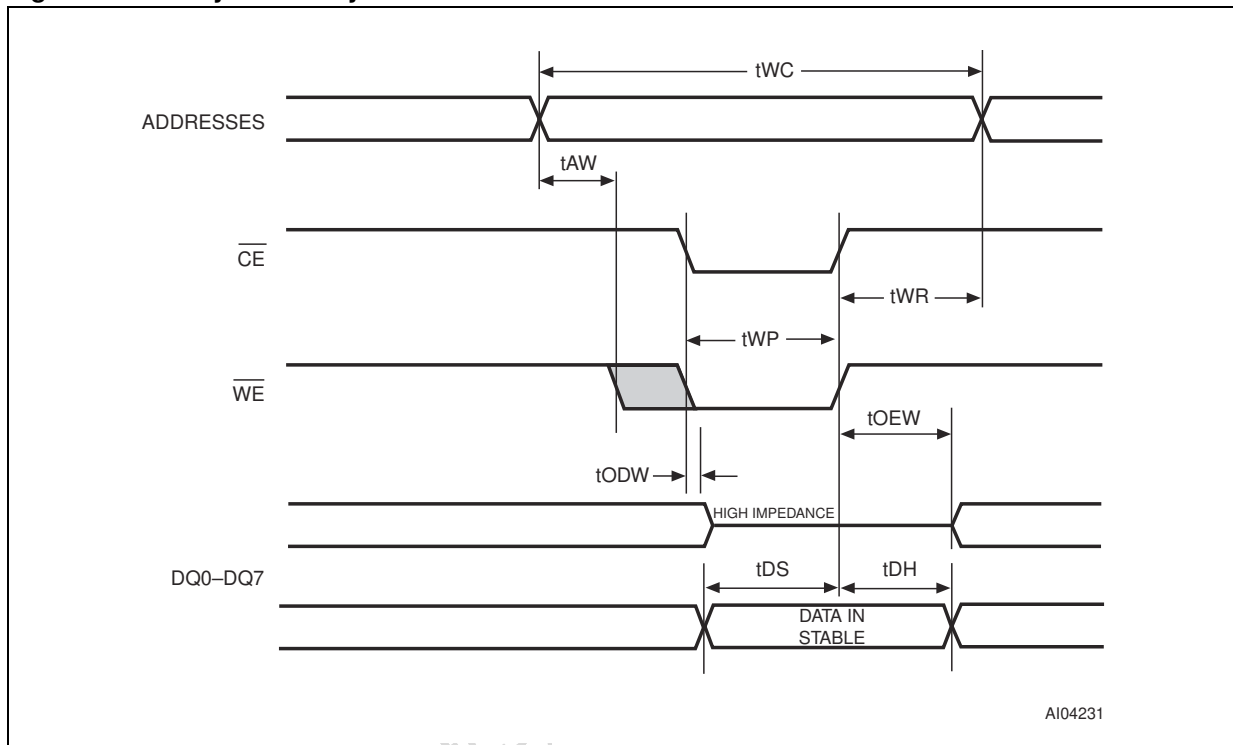 tWC
ADDRESSES
tAW
CE
tWR
tWP
WE
tOEW
tODW
HIGH IMPEDANCE
DQ0–DQ7
tDS
tDH
DATA IN
STABLE
AI04231